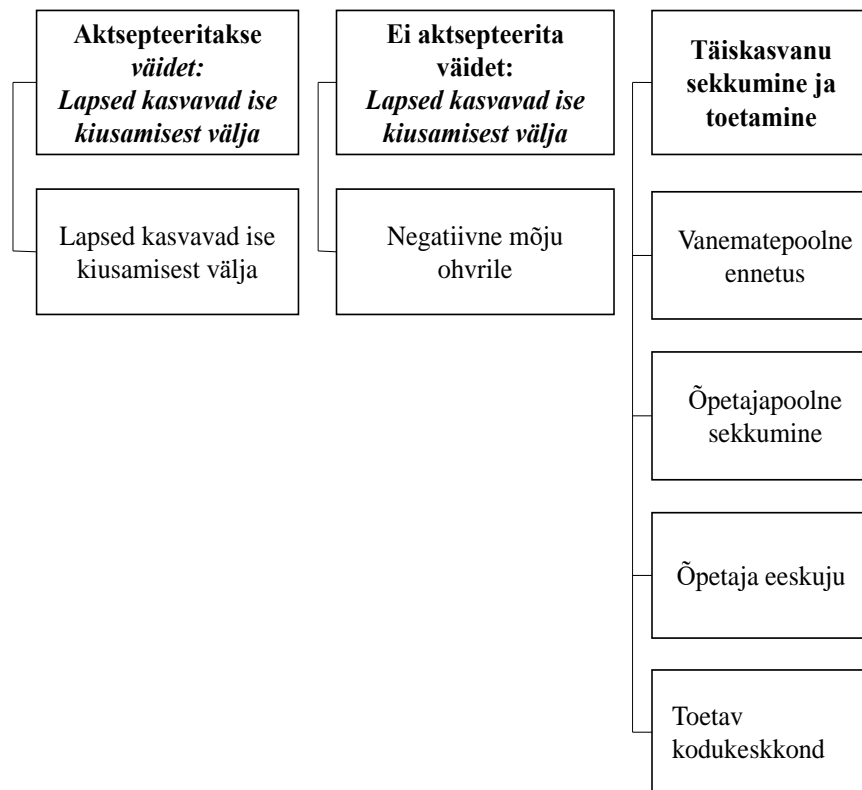 Aktsepteeritakse
väidet:
Lapsed kasvavad ise
kiusamisest välja
Lapsed kasvavad ise
kiusamisest välja
Ei aktsepteerita
väidet:
Lapsed kasvavad ise
kiusamisest välja
Negatiivne mõju
ohvrile
Täiskasvanu
sekkumine ja
toetamine
Vanematepoolne
ennetus
Õpetajapoolne
sekkumine
Õpetaja eeskuju
Toetav
kodukeskkond